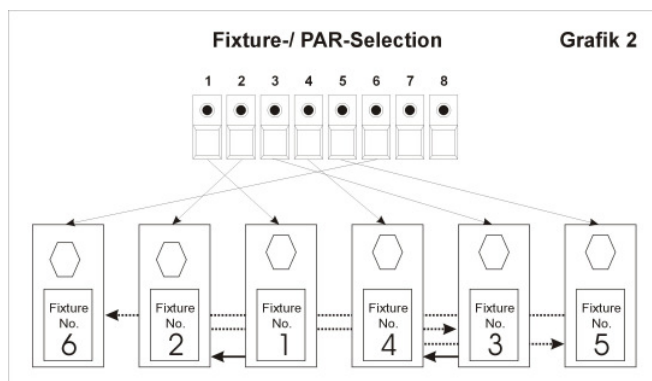 Fixture-/ PAR-Selection
Grafik 2
1 2 3 4 5 6 7 8
Fixture Fixture Fixture Fixture Fixture Fixture
No. No. No. No. No. No.
6 2 1 4 3 5